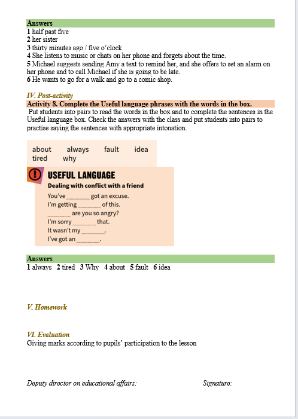 Answers
1 half past five
2 her sister
3 thirty minutes ago / five o’clock
4 She listens to music or chats on her phone and forgets about the time.
5 Michael suggests sending Amy a text to remind her, and she offers to set an alarm on
her phone and to call Michael if she is going to be late.
6 He wants to go for a walk and go to a comic shop.
IV. Post-activity
Activity 8. Complete the Useful language phrases with the words in the box.
Put students into pairs to read the words in the box and to complete the sentences in the
Useful language box. Check the answers with the class and put students into pairs to
practise saying the sentences with appropriate intonation.
about always fault idea
tired why
USEFUL LANGUAGE
Dealing with conflict with a friend
You’ve ______ got an excuse.
I’m getting ______ of this.
______ are you so angry?
I’m sorry ______ that.
It wasn’t my ______.
I’ve got an ______.
Answers
1 always 2 tired 3 Why 4 about 5 fault 6 idea
V. Homework
VI. Evaluation
Giving marks according to pupils’ participation to the lesson
Deputy director on educational affairs: Signature: